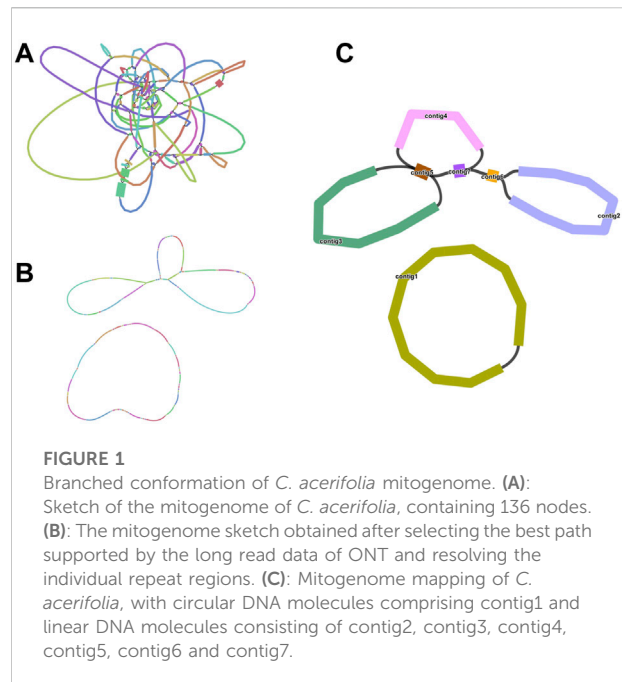 A
C
contig4
contig5
contig7
contig6
contig3
contig2
B
contig1
FIGURE 1
Branched conformation of C. acerifolia mitogenome. (A):
Sketch of the mitogenome of C. acerifolia, containing 136 nodes.
(B): The mitogenome sketch obtained after selecting the best path
supported by the long read data of ONT and resolving the
individual repeat regions. (C): Mitogenome mapping of C.
acerifolia, with circular DNA molecules comprising contig1 and
linear DNA molecules consisting of contig2, contig3, contig4,
contig5, contig6 and contig7.